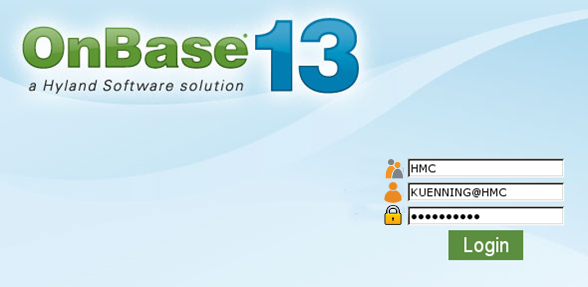 OnBase® 13
a Hyland Software solution
HMC
KUENNING@HMC
••••••••••
Login